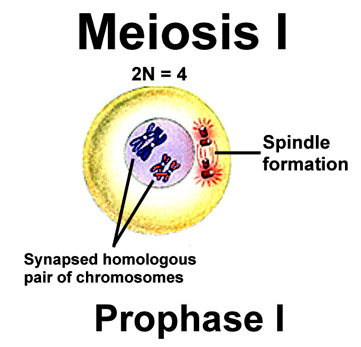 Meiosis I
2N = 4
Spindle
formation
Synapsed homologous
pair of chromosomes
Prophase I